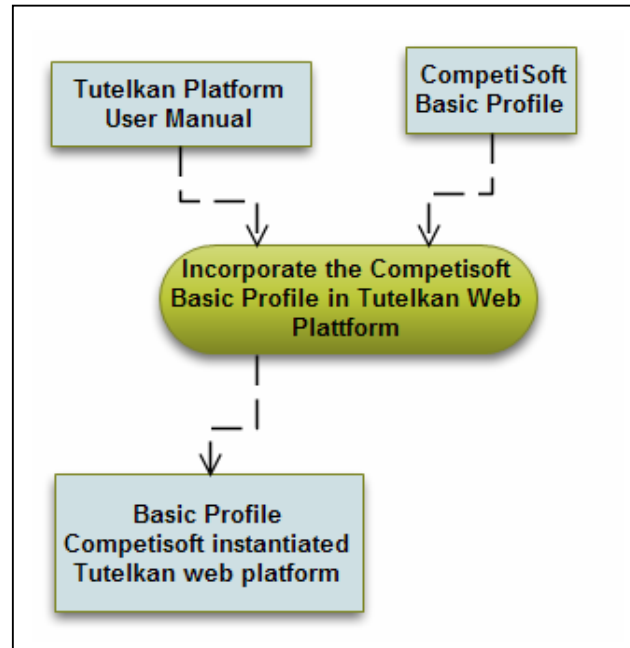 Tutelkan Platform
User Manual
CompetiSoft
Basic Profile
Incorporate the Competisoft
Basic Profile in Tutelkan Web
Plattform
Basic Profile
Competisoft instantiated
Tutelkan web platform